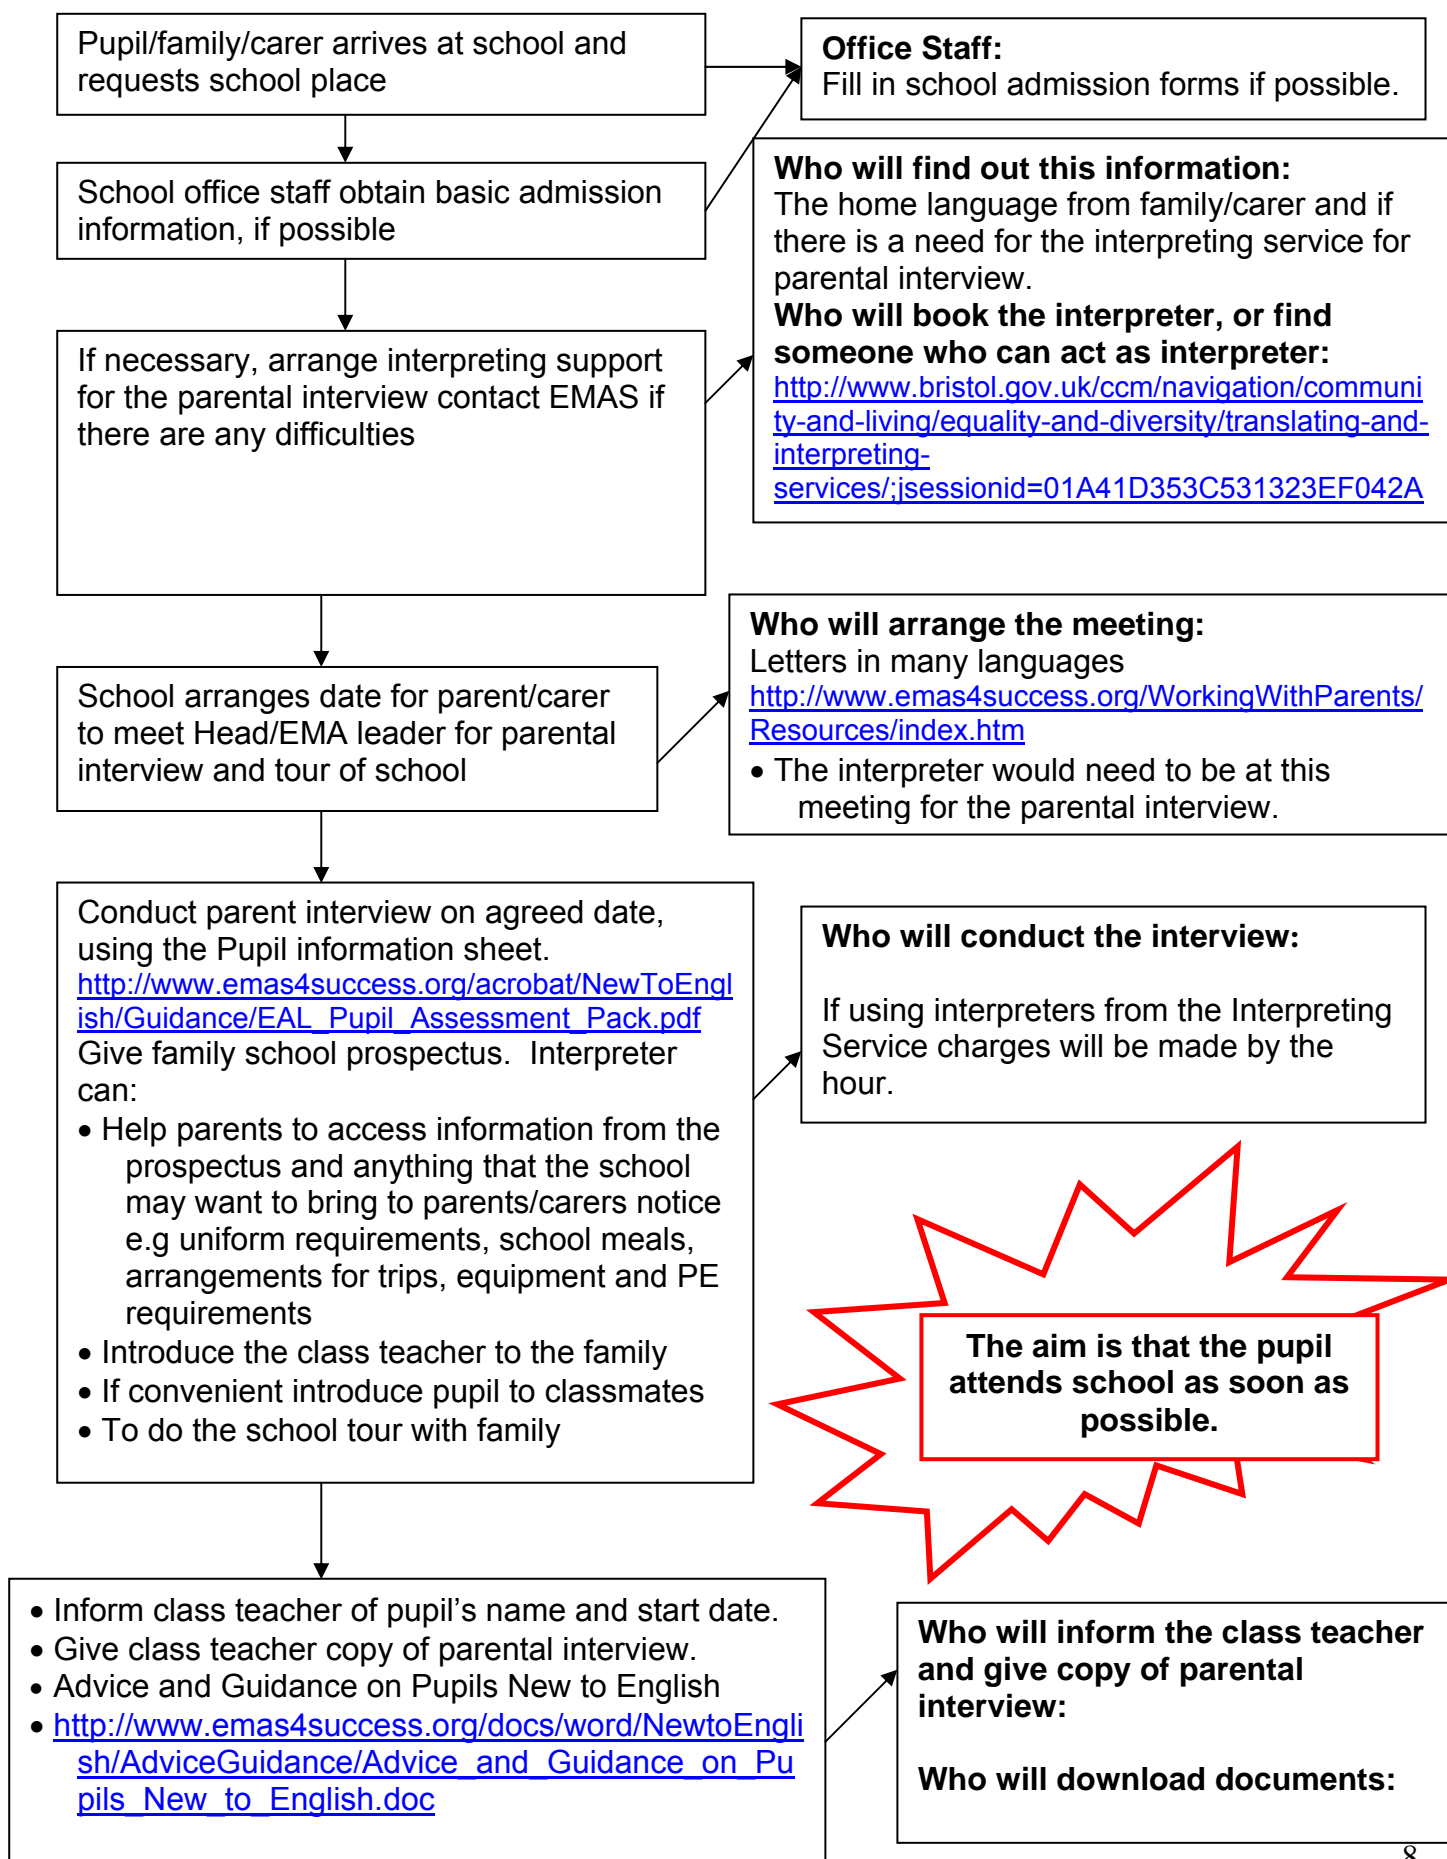 Pupil/family/carer arrives at school and
requests school place
Office Staff:
Fill in school admission forms if possible.
School office staff obtain basic admission
information, if possible
Who will find out this information:
The home language from family/carer and if
there is a need for the interpreting service for
parental interview.
Who will book the interpreter, or find
someone who can act as interpreter:
http://www.bristol.gov.uk/ccm/navigation/communi
ty-and-living/equality-and-diversity/translating-and-
interpreting-
services/;jsessionid=01A41D353C531323EF042A
If necessary, arrange interpreting support
for the parental interview contact EMAS if
there are any difficulties
Who will arrange the meeting:
Letters in many languages
http://www.emas4success.org/WorkingWithParents/
Resources/index.htm
• The interpreter would need to be at this
meeting for the parental interview.
School arranges date for parent/carer
to meet Head/EMA leader for parental
interview and tour of school
Conduct parent interview on agreed date,
using the Pupil information sheet.
http://www.emas4success.org/acrobat/NewToEngl
ish/Guidance/EAL_Pupil_Assessment_Pack.pdf
Give family school prospectus.  Interpreter
can:
• Help parents to access information from the
prospectus and anything that the school
may want to bring to parents/carers notice
e.g uniform requirements, school meals,
arrangements for trips, equipment and PE
requirements
• Introduce the class teacher to the family
• If convenient introduce pupil to classmates
• To do the school tour with family
Who will conduct the interview:
If using interpreters from the Interpreting
Service charges will be made by the
hour.
The aim is that the pupil
attends school as soon as
possible.
• Inform class teacher of pupil’s name and start date.
• Give class teacher copy of parental interview.
• Advice and Guidance on Pupils New to English
• http://www.emas4success.org/docs/word/NewtoEngli
sh/AdviceGuidance/Advice_and_Guidance_on_Pu
pils_New_to_English.doc
Who will inform the class teacher
and give copy of parental
interview:
Who will download documents:
8